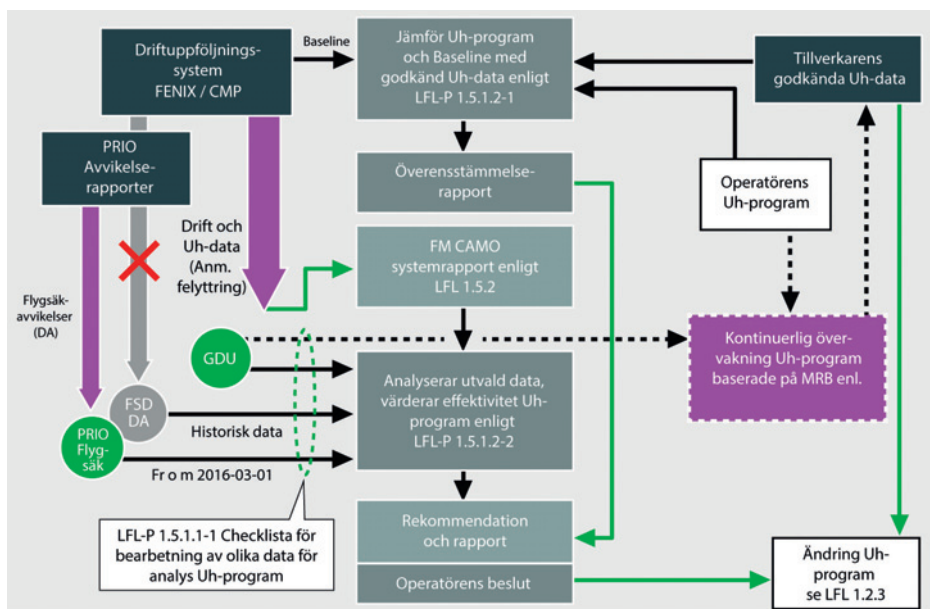 Driftuppföljnings-
system
FENIX / CMP
Baseline
Jämför Uh-program
och Baseline med
godkänd Uh-data enligt
LFL-P 1.5.1.2-1
Tillverkarens
godkända Uh-data
PRIO
Avvikelse-
rapporter
Överensstämmelse-
rapport
Operatörens
Uh-program
Drift och
Uh-data
(Anm.
felyttring)
FM CAMO
systemrapport enligt
LFL 1.5.2
Flygsäk-
avvikelser
(DA)
Kontinuerlig över-
vakning Uh-program
baserade på MRB enl.
GDU
Analyserar utvald data,
värderar effektivitet Uh-
program enligt
LFL-P 1.5.1.2-2
FSD
DA
Historisk data
PRIO
Flyg-
säk
Fr o m 2016-03-01
LFL-P 1.5.1.1-1 Checklista för
bearbetning av olika data för
analys Uh-program
Rekommendation
och rapport
Operatörens beslut
Ändring Uh-
program
se LFL 1.2.3